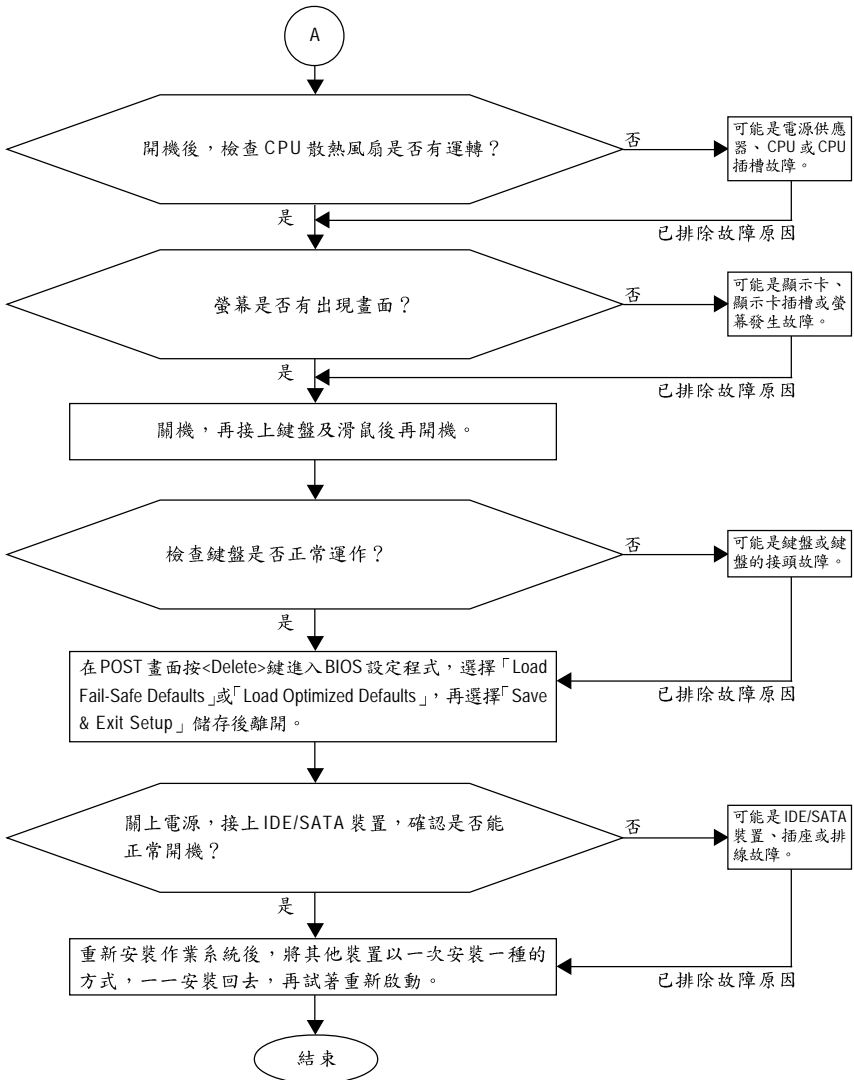 A
開機後，檢查CPU散熱風扇是否有運轉？
否
可能是電源供應
器、CPU或CPU
插槽故障。
是
已排除故障原因
螢幕是否有出現畫面？
否
可能是顯示卡、
顯示卡插槽或螢
幕發生故障。
是
已排除故障原因
關機，再接上鍵盤及滑鼠後再開機。
檢查鍵盤是否正常運作？
否
可能是鍵盤或鍵
盤的接頭故障。
是
在POST畫面按<Delete>鍵進入BIOS設定程式，選擇「Load
Fail-Safe Defaults」或「Load Optimized Defaults」，再選擇「Save
& Exit Setup」儲存後離開。
已排除故障原因
關上電源，接上IDE/SATA裝置，確認是否能
正常開機？
否
可能是IDE/SATA
裝置、插座或排
線故障。
是
重新安裝作業系統後，將其他裝置以一次安裝一種的
方式，一一安裝回去，再試著重新啟動。
已排除故障原因
結束